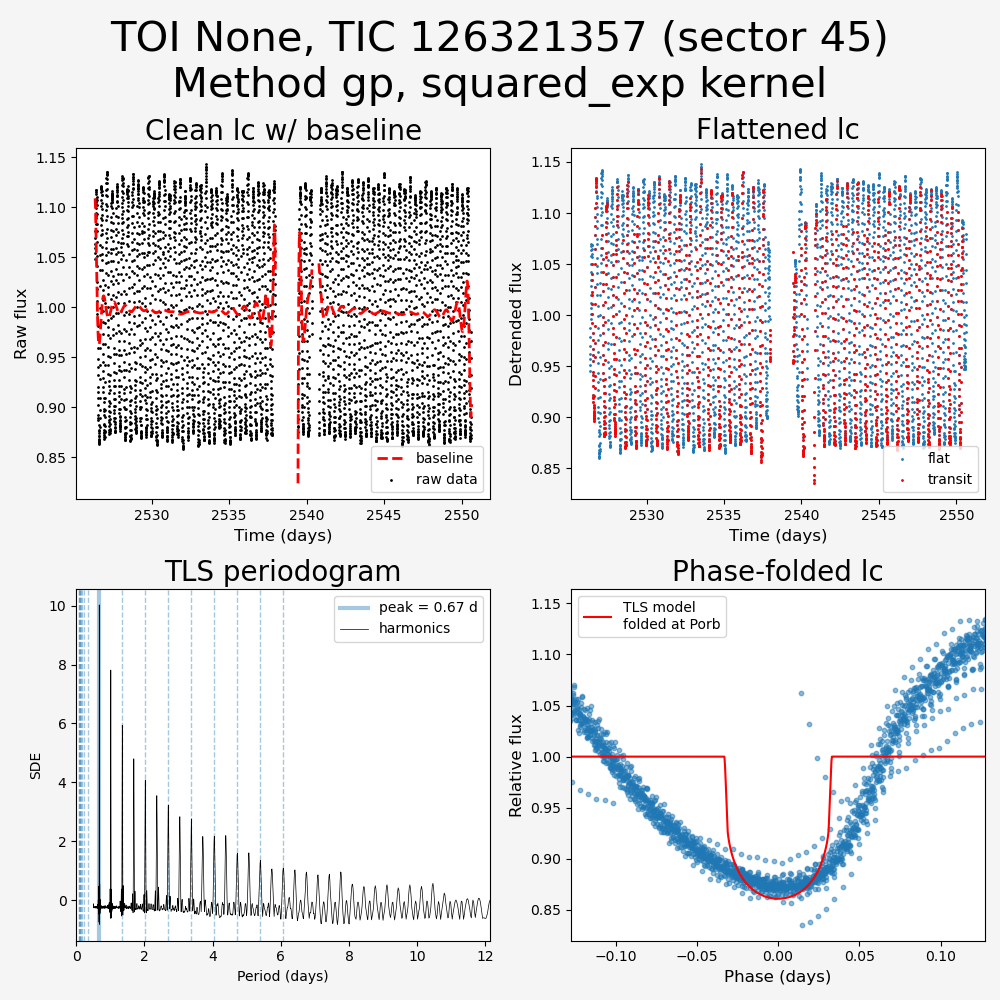 TOI None, TIC 126321357 (sector 45)
Method gp, squared_exp kernel
Clean lc w/ baseline
1.15
1.10
1.05
1.00
0.95
0.90
0.85
Raw flux
baseline
raw data
2530
2535
2540
2545
2550
Time (days)
Flattened lc
1.15
1.10
1.05
1.00
0.95
0.90
0.85
Detrended flux
flat
transit
2530
2535
2540
2545
2550
Time (days)
TLS periodogram
10
8
6
4
2
0
SDE
peak = 0.67 d
harmonics
0
2
4
6
8
10
12
Period (days)
Phase-folded lc
1.15
1.10
1.05
1.00
0.95
0.90
0.85
Relative flux
TLS model
folded at Porb
−0.10
−0.05
0.00
0.05
0.10
Phase (days)